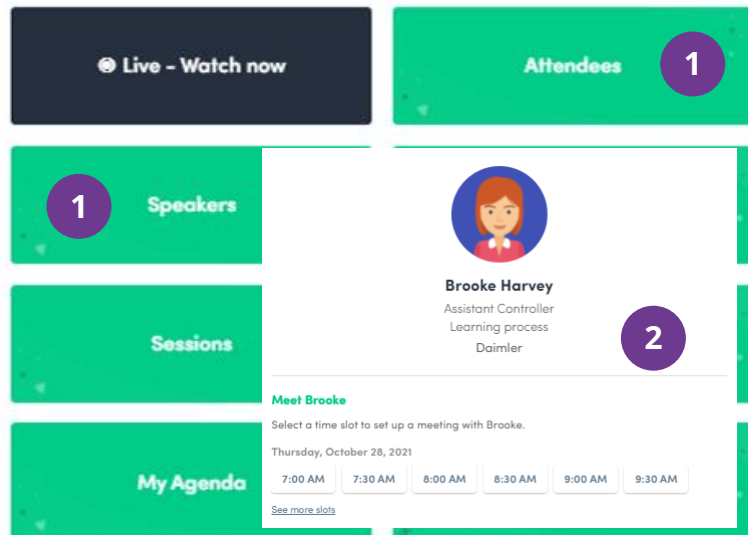 Live - Watch now
Attendees
1
1
Speakers
Brooke Harvey
Assistant Controller
Learning process
Daimler
2
Sessions
Meet Brooke
Select a time slot to set up a meeting with Brooke.
Thursday, October 28, 2021
My Agenda
7:00 AM 7:30 AM 8:00 AM 8:30 AM 9:00 AM 9:30 AM
See more slots